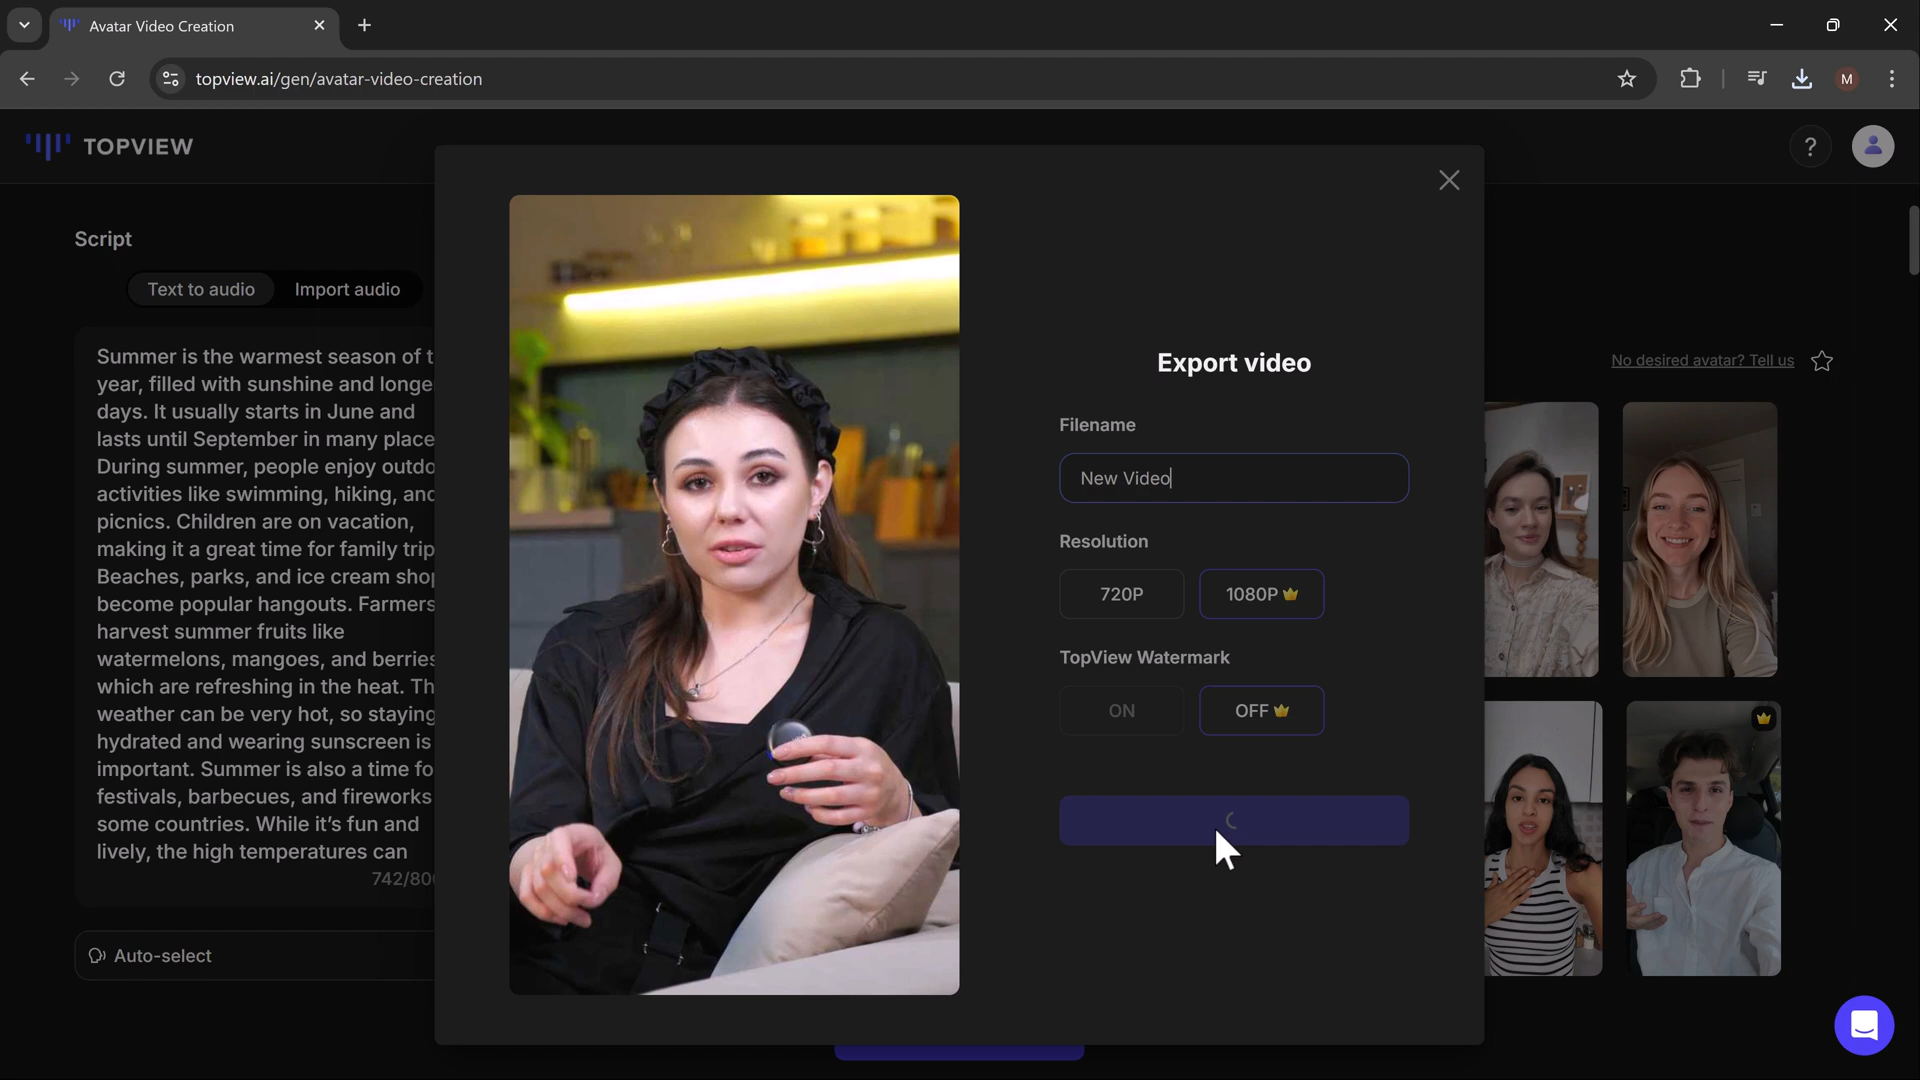 Avatar Video Creation
topview.ai/gen/avatar-video-creation
M
TOPVIEW
?
Script
Text to audio
Import audio
Summer is the warmest season of t
year, filled with sunshine and longe
days. It usually starts in June and
lasts until September in many place
During summer, people enjoy outdo
activities like swimming, hiking, and
picnics. Children are on vacation,
making it a great time for family trip
Beaches, parks, and ice cream shop
become popular hangouts. Farmers
harvest summer fruits like
watermelons, mangoes, and berries
which are refreshing in the heat. Th
weather can be very hot, so staying
hydrated and wearing sunscreen is
important. Summer is also a time fo
festivals, barbecues, and fireworks
some countries. While it's fun and
lively, the high temperatures can
742/800
Auto-select
Export video
Filename
New Video
Resolution
720P
1080P
TopView Watermark
ON
OFF
No desired avatar? Tell us